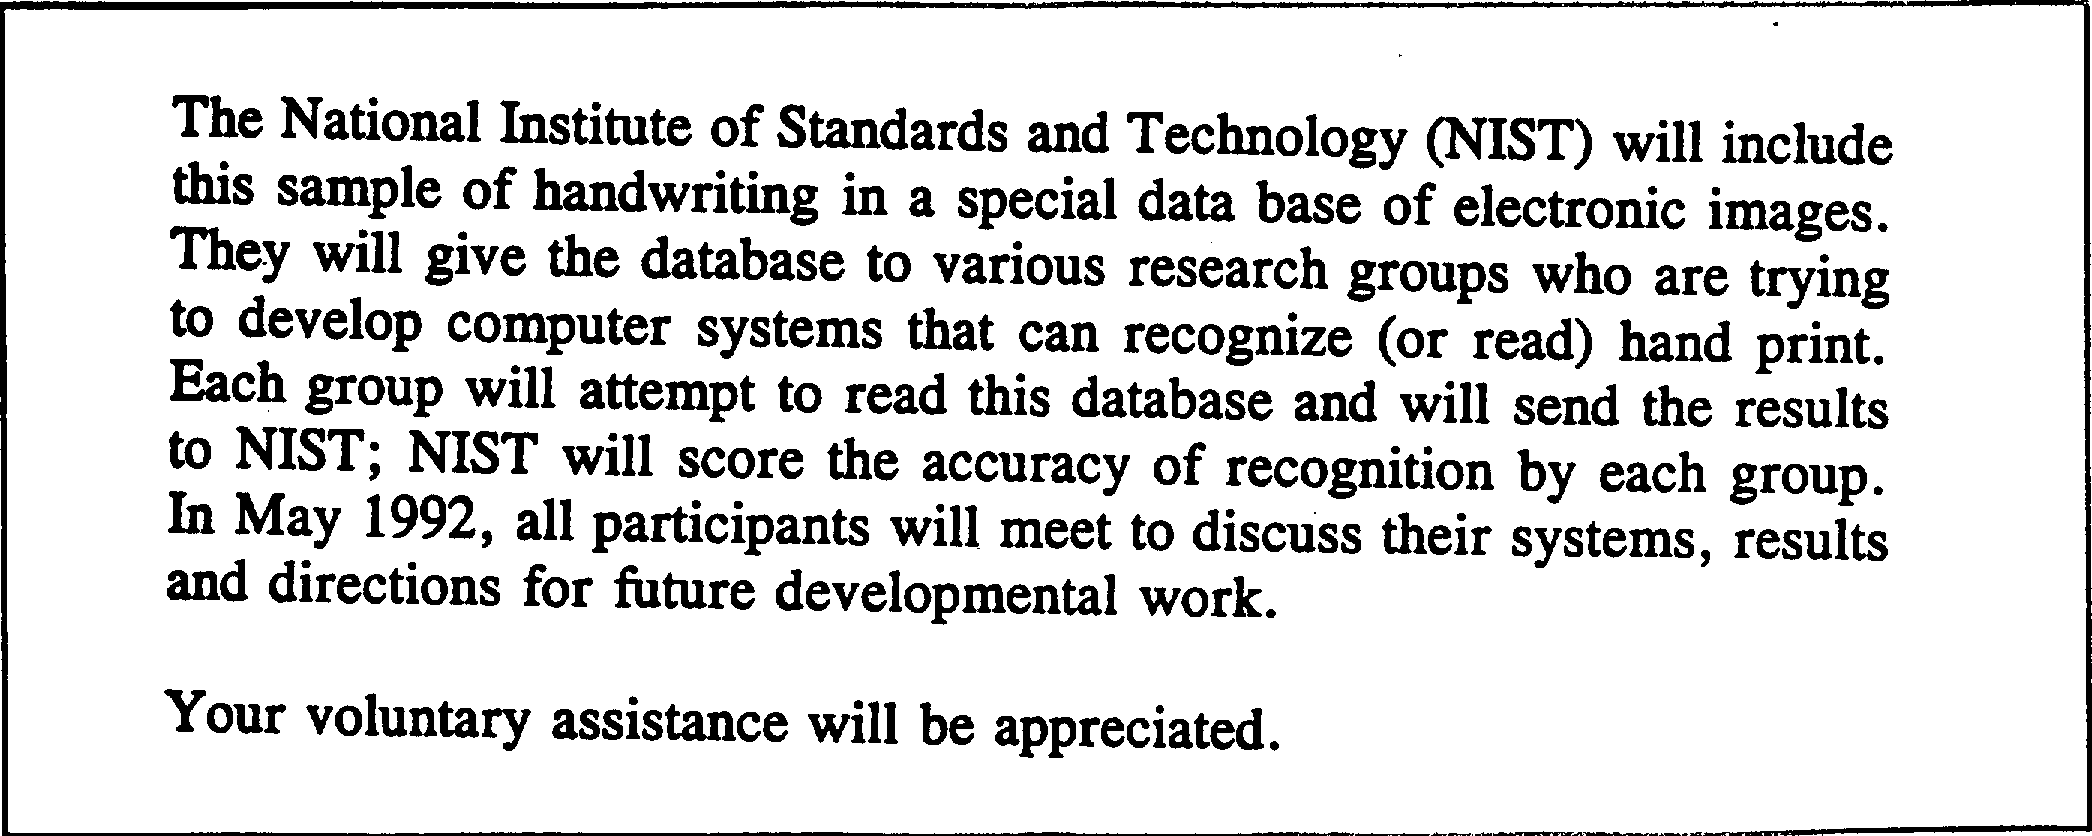 The National Institute of Standards and Technology (NIST) will include
this sample of handwriting in a special data base of electronic images.
They will give the database to various research groups who are trying
to develop computer systems that can recognize (or read) hand print.
Each group will attempt to read this database and will send the results
to NIST; NIST will score the accuracy of recognition by each group.
In May 1992, all participants will meet to discuss their systems, results
and directions for future developmental work.
Your voluntary assistance will be appreciated.